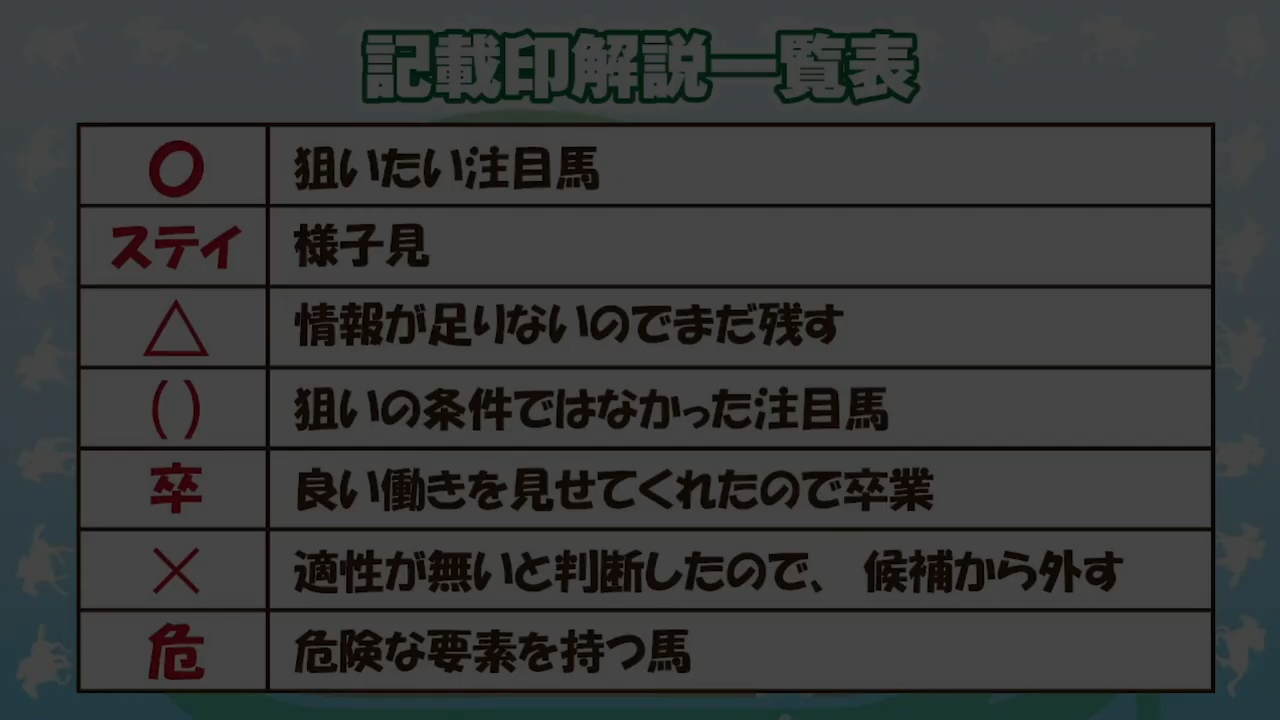 記載印解説一覧表
○ 狙いたい注目馬
ステイ 様子見
△ 情報が足りないのでまだ残す
( ) 狙いの条件ではなかった注目馬
卒 良い働きを見せてくれたので卒業
× 適性が無いと判断したので、 候補から外す
危 危険な要素を持つ馬